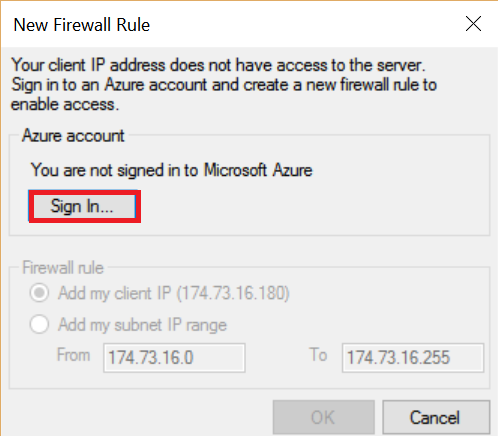 New Firewall Rule
Your client IP address does not have access to the server.
Sign in to an Azure account and create a new firewall rule to
enable access.
Azure account
You are not signed in to Microsoft Azure
Sign In...
Firewall rule
Add my client IP (174.73.16.180)
Add my subnet IP range
From 174.73.16.0 To 174.73.16.255
OK Cancel